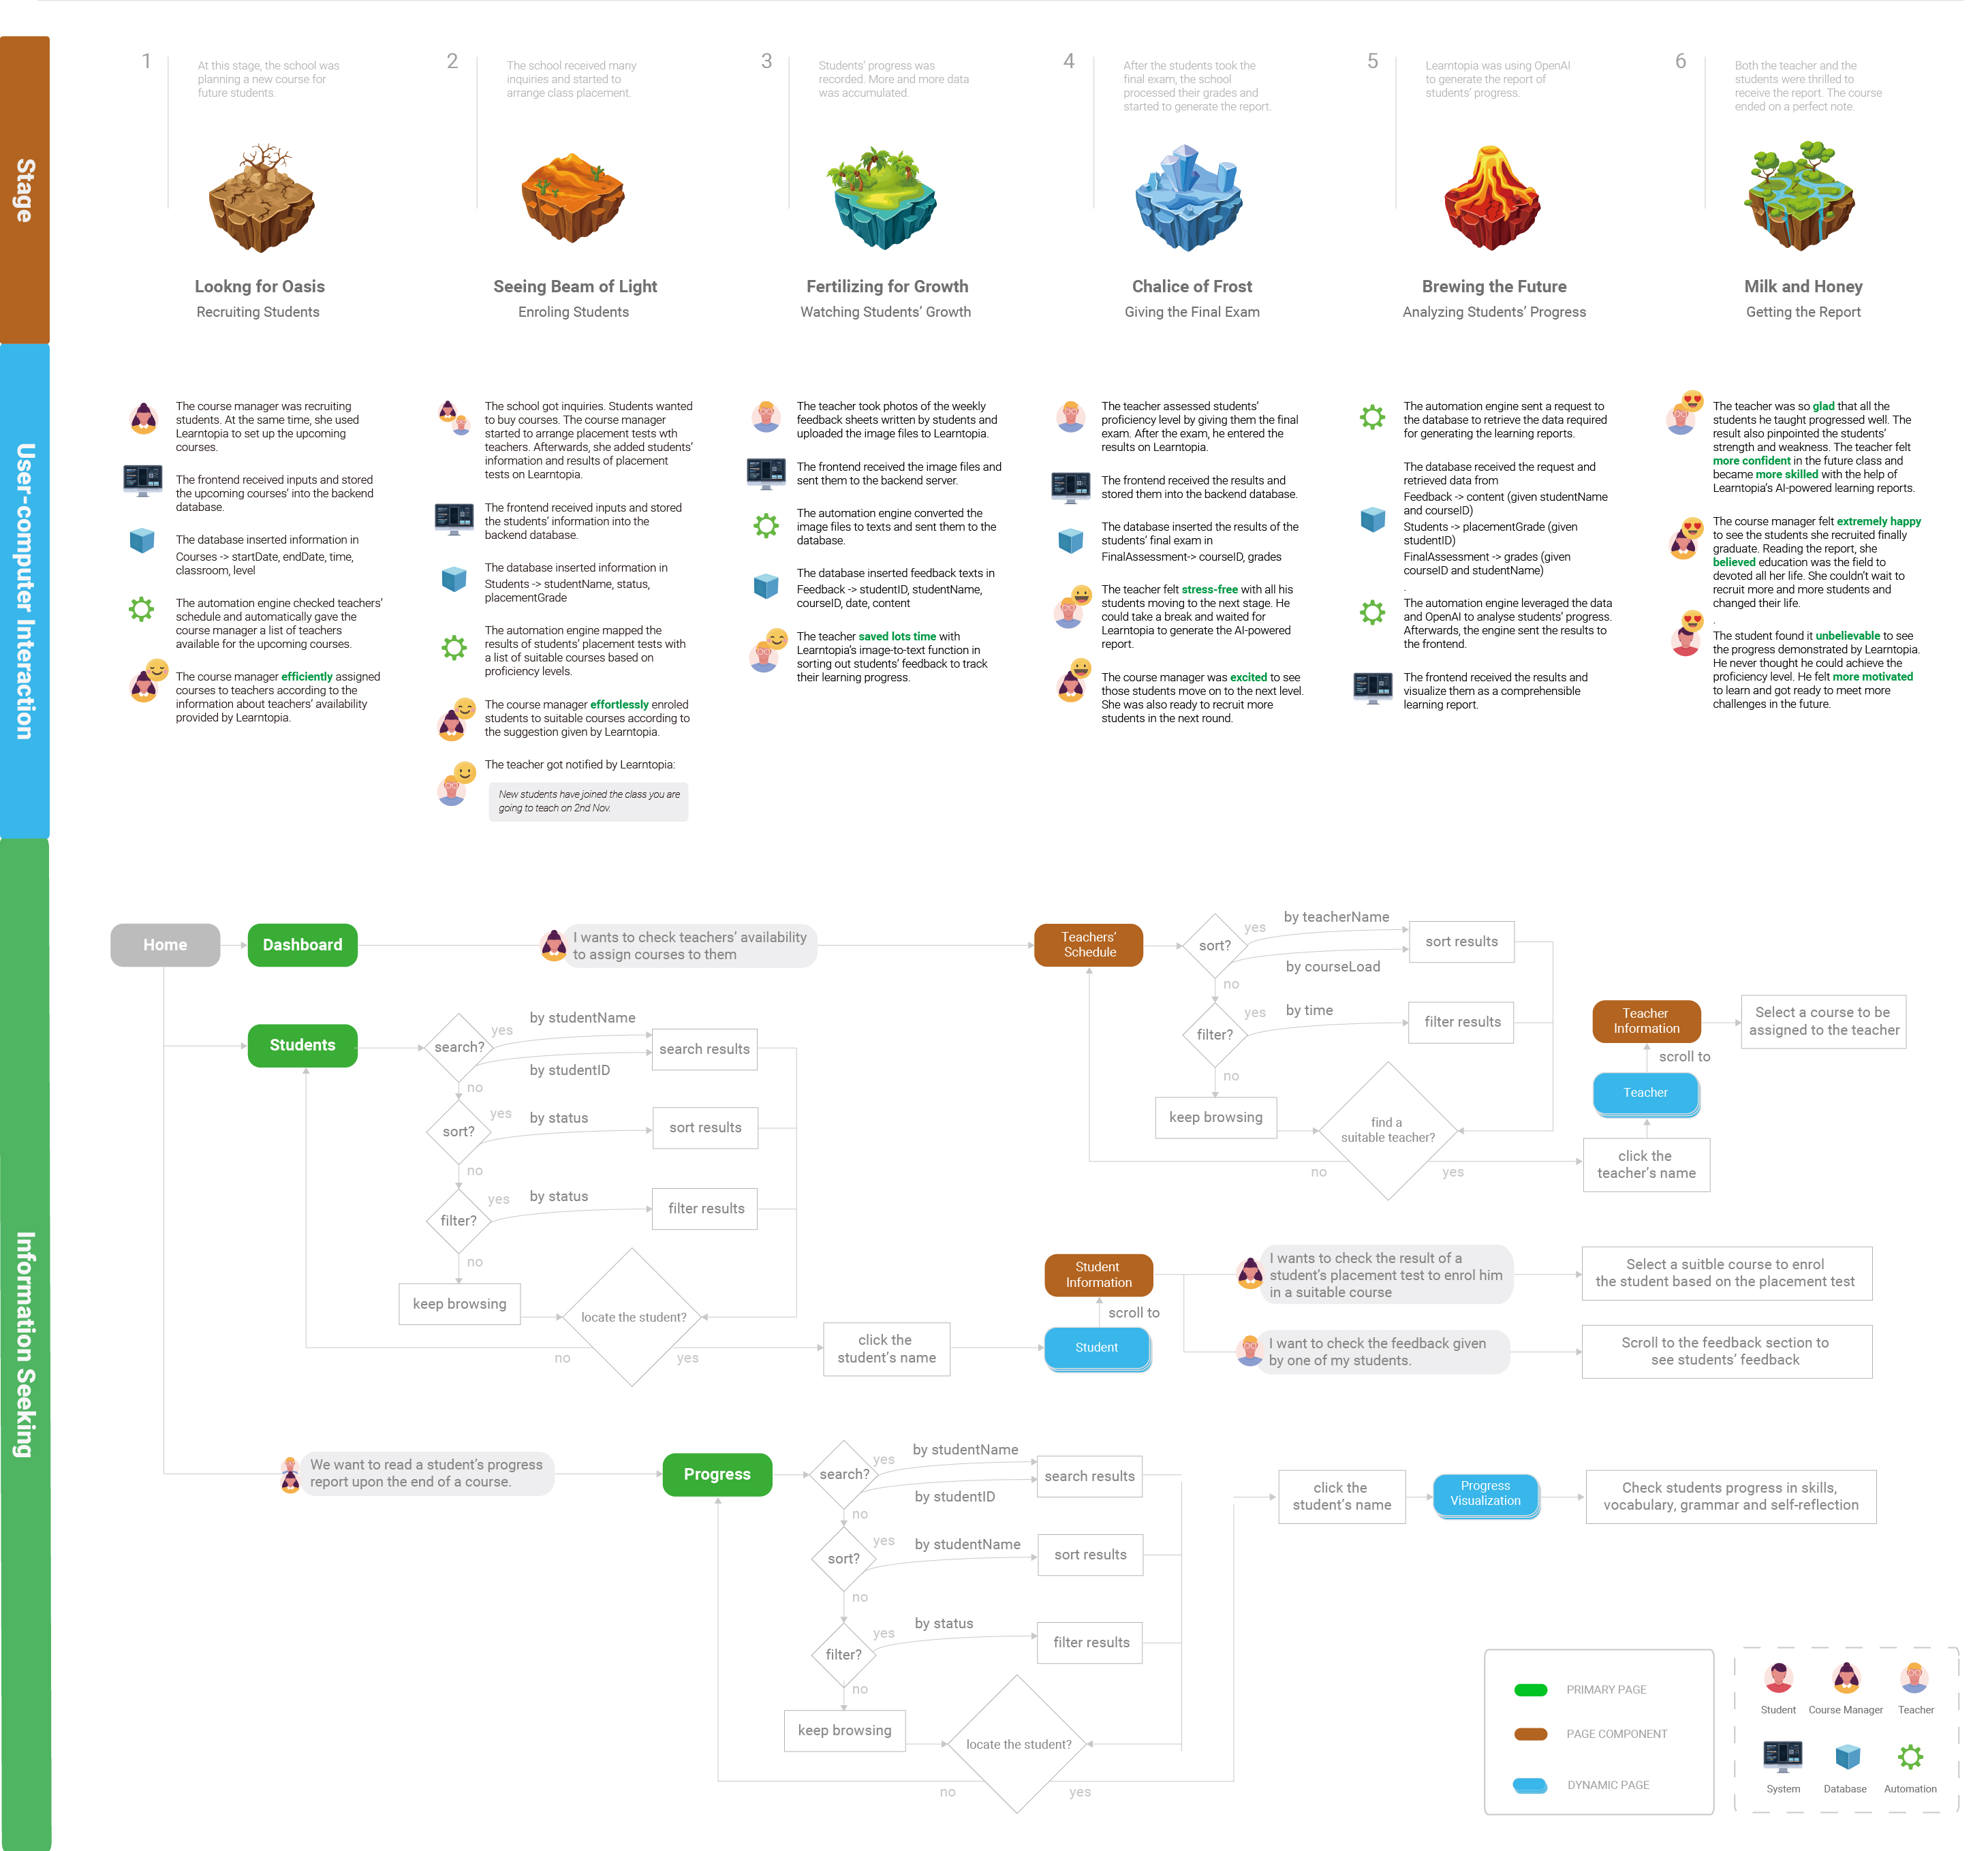 Stage
1
At this stage, the school was
planning a new course for
future students.
Lookng for Oasis
Recruiting Students
2
The school received many
inquiries and started to
arrange class placement.
Seeing Beam of Light
Enroling Students
3
Students' progress was
recorded. More and more data
was accumulated.
Fertilizing for Growth
Watching Students' Growth
4
After the students took the
final exam, the school
processed their grades and
started to generate the report.
Chalice of Frost
Giving the Final Exam
5
Learntopia was using OpenAI
to generate the report of
students' progress.
Brewing the Future
Analyzing Students' Progress
6
Both the teacher and the
students were thrilled to
receive the report. The course
ended on a perfect note.
Milk and Honey
Getting the Report
User-computer Interaction
The course manager was recruiting
students. At the same time, she used
Learntopia to set up the upcoming
courses.
The frontend received inputs and stored
the upcoming courses' into the backend
database.
The database inserted information in
Courses -> startDate, endDate, time,
classroom, level
The automation engine checked teachers'
schedule and automatically gave the
course manager a list of teachers
available for the upcoming courses.
The course manager efficiently assigned
courses to teachers according to the
information about teachers' availability
provided by Learntopia.
The school got inquiries. Students wanted
to buy courses. The course manager
started to arrange placement tests wth
teachers. Afterwards, she added students'
information and results of placement
tests on Learntopia.
The frontend received inputs and stored
the students' information into the
backend database.
The database inserted information in
Students -> studentName, status,
placementGrade
The automation engine mapped the
results of students' placement tests with
a list of suitable courses based on
proficiency levels.
The course manager effortlessly enroled
students to suitable courses according to
the suggestion given by Learntopia.
The teacher got notified by Learntopia:
New students have joined the class you are
going to teach on 2nd Nov.
The teacher took photos of the weekly
feedback sheets written by students and
uploaded the image files to Learntopia.
The frontend received the image files and
sent them to the backend server.
The automation engine converted the
image files to texts and sent them to the
database.
The database inserted feedback texts in
Feedback -> studentID, studentName,
courseID, date, content
The teacher saved lots time with
Learntopia's image-to-text function in
sorting out students' feedback to track
their learning progress.
The teacher assessed students'
proficiency level by giving them the final
exam. After the exam, he entered the
results on Learntopia.
The frontend received the results and
stored them into the backend database.
The database inserted the results of the
students' final exam in
FinalAssessment-> courseID, grades
The teacher felt stress-free with all his
students moving to the next stage. He
could take a break and waited for
Learntopia to generate the AI-powered
report.
The course manager was excited to see
those students move on to the next level.
She was also ready to recruit more
students in the next round.
The automation engine sent a request to
the database to retrieve the data required
for generating the learning reports.
The database received the request and
retrieved data from
Feedback -> content (given studentName
and courseID)
Students -> placementGrade (given
studentID)
FinalAssessment -> grades (given
courseID and studentName)
.
The automation engine leveraged the data
and OpenAI to analyse students' progress.
Afterwards, the engine sent the results to
the frontend.
The frontend received the results and
visualize them as a comprehensible
learning report.
The teacher was so glad that all the
students he taught progressed well. The
result also pinpointed the students'
strength and weakness. The teacher felt
more confident in the future class and
became more skilled with the help of
Learntopia's AI-powered learning reports.
The course manager felt extremely happy
to see the students she recruited finally
graduate. Reading the report, she
believed education was the field to
devoted all her life. She couldn't wait to
recruit more and more students and
changed their life.
.
The student found it unbelievable to see
the progress demonstrated by Learntopia.
He never thought he could achieve the
proficiency level. He felt more motivated
to learn and got ready to meet more
challenges in the future.
Information Seeking
Home
Dashboard
I wants to check teachers' availability
to assign courses to them
Teachers'
Schedule
sort?
yes
by teacherName
by courseLoad
sort results
no
filter?
yes
by time
filter results
no
keep browsing
find a
suitable teacher?
no
yes
click the
teacher's name
Teacher
scroll to
Teacher
Information
Select a course to be
assigned to the teacher
Students
search?
yes
by studentName
by studentID
search results
no
sort?
yes
by status
sort results
no
filter?
yes
by status
filter results
no
keep browsing
locate the student?
no
yes
click the
student's name
Student
scroll to
Student
Information
I wants to check the result of a
student's placement test to enrol him
in a suitable course
Select a suitble course to enrol
the student based on the placement test
I want to check the feedback given
by one of my students.
Scroll to the feedback section to
see students' feedback
We want to read a student's progress
report upon the end of a course.
Progress
search?
yes
by studentName
by studentID
search results
no
sort?
yes
by studentName
sort results
no
filter?
yes
by status
filter results
no
keep browsing
locate the student?
no
yes
click the
student's name
Progress
Visualization
Check students progress in skills,
vocabulary, grammar and self-reflection
PRIMARY PAGE
PAGE COMPONENT
DYNAMIC PAGE
Student
Course Manager
Teacher
System
Database
Automation